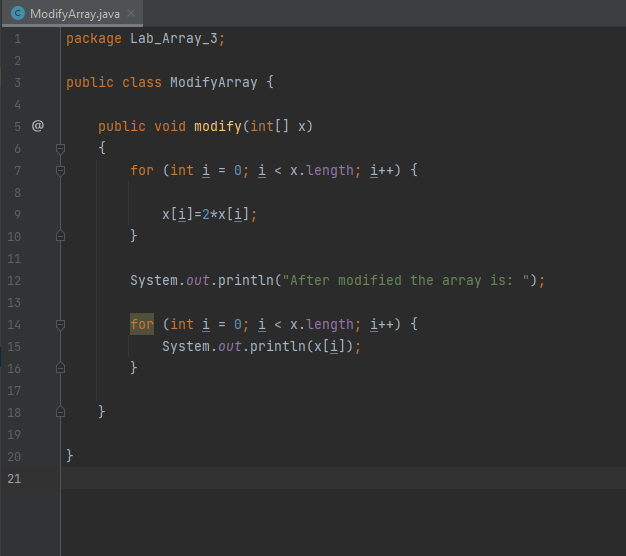 ModifyArray.java
1 package Lab_Array_3;
2
3 public class ModifyArray {
4
5 @ public void modify(int[] x)
6 {
7 for (int i = 0; i < x.length; i++) {
8
9 x[i]=2*x[i];
10 }
11
12 System.out.println("After modified the array is: ");
13
14 for (int i = 0; i < x.length; i++) {
15 System.out.println(x[i]);
16 }
17
18 }
19
20 }
21